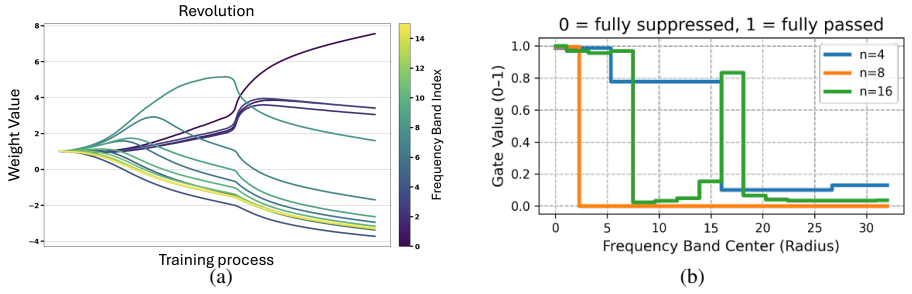 Revolution
8
6
4
2
0
−2
−4
Weight Value
Training process
14
12
10
8
6
4
2
0
Frequency Band Index
(a)
0 = fully suppressed, 1 = fully passed
1.0
0.8
0.6
0.4
0.2
0.0
Gate Value (0–1)
n=4
n=8
n=16
0 5 10 15 20 25 30
Frequency Band Center (Radius)
(b)